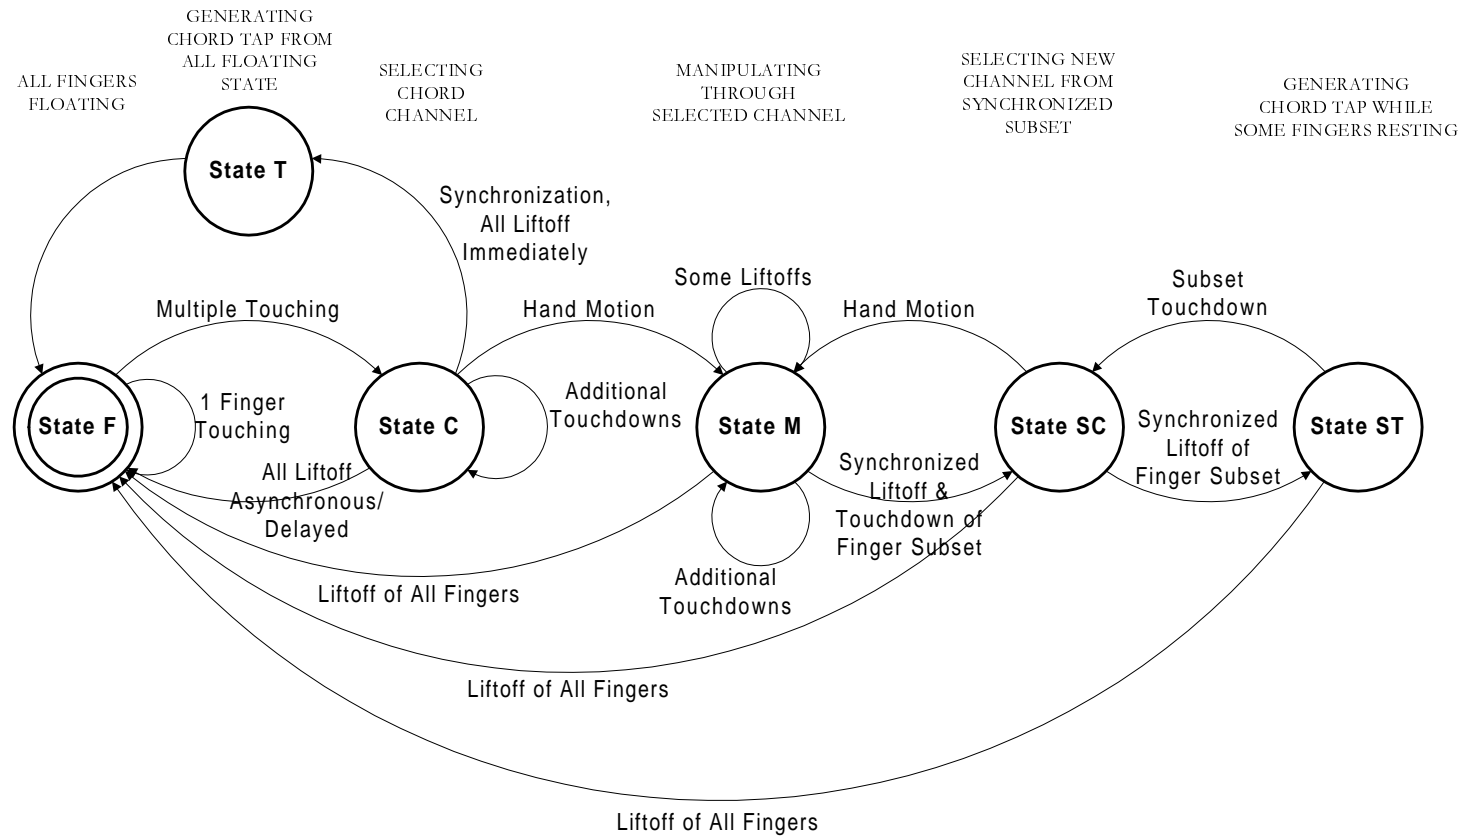 ALL FINGERS
FLOATING
GENERATING
CHORD TAP FROM
ALL FLOATING
STATE
SELECTING
CHORD
CHANNEL
MANIPULATING
THROUGH
SELECTED CHANNEL
SELECTING NEW
CHANNEL FROM
SYNCHRONIZED
SUBSET
GENERATING
CHORD TAP WHILE
SOME FINGERS RESTING
State T
Synchronization,
All Liftoff
Immediately
Multiple Touching
Hand Motion
Some Liftoffs
Hand Motion
Subset
Touchdown
State F
1 Finger
Touching
State C
Additional
Touchdowns
State M
State SC
Synchronized
Liftoff of
Finger Subset
State ST
All Liftoff
Asynchronous/
Delayed
Synchronized
Liftoff &
Touchdown of
Finger Subset
Additional
Touchdowns
Liftoff of All Fingers
Liftoff of All Fingers
Liftoff of All Fingers